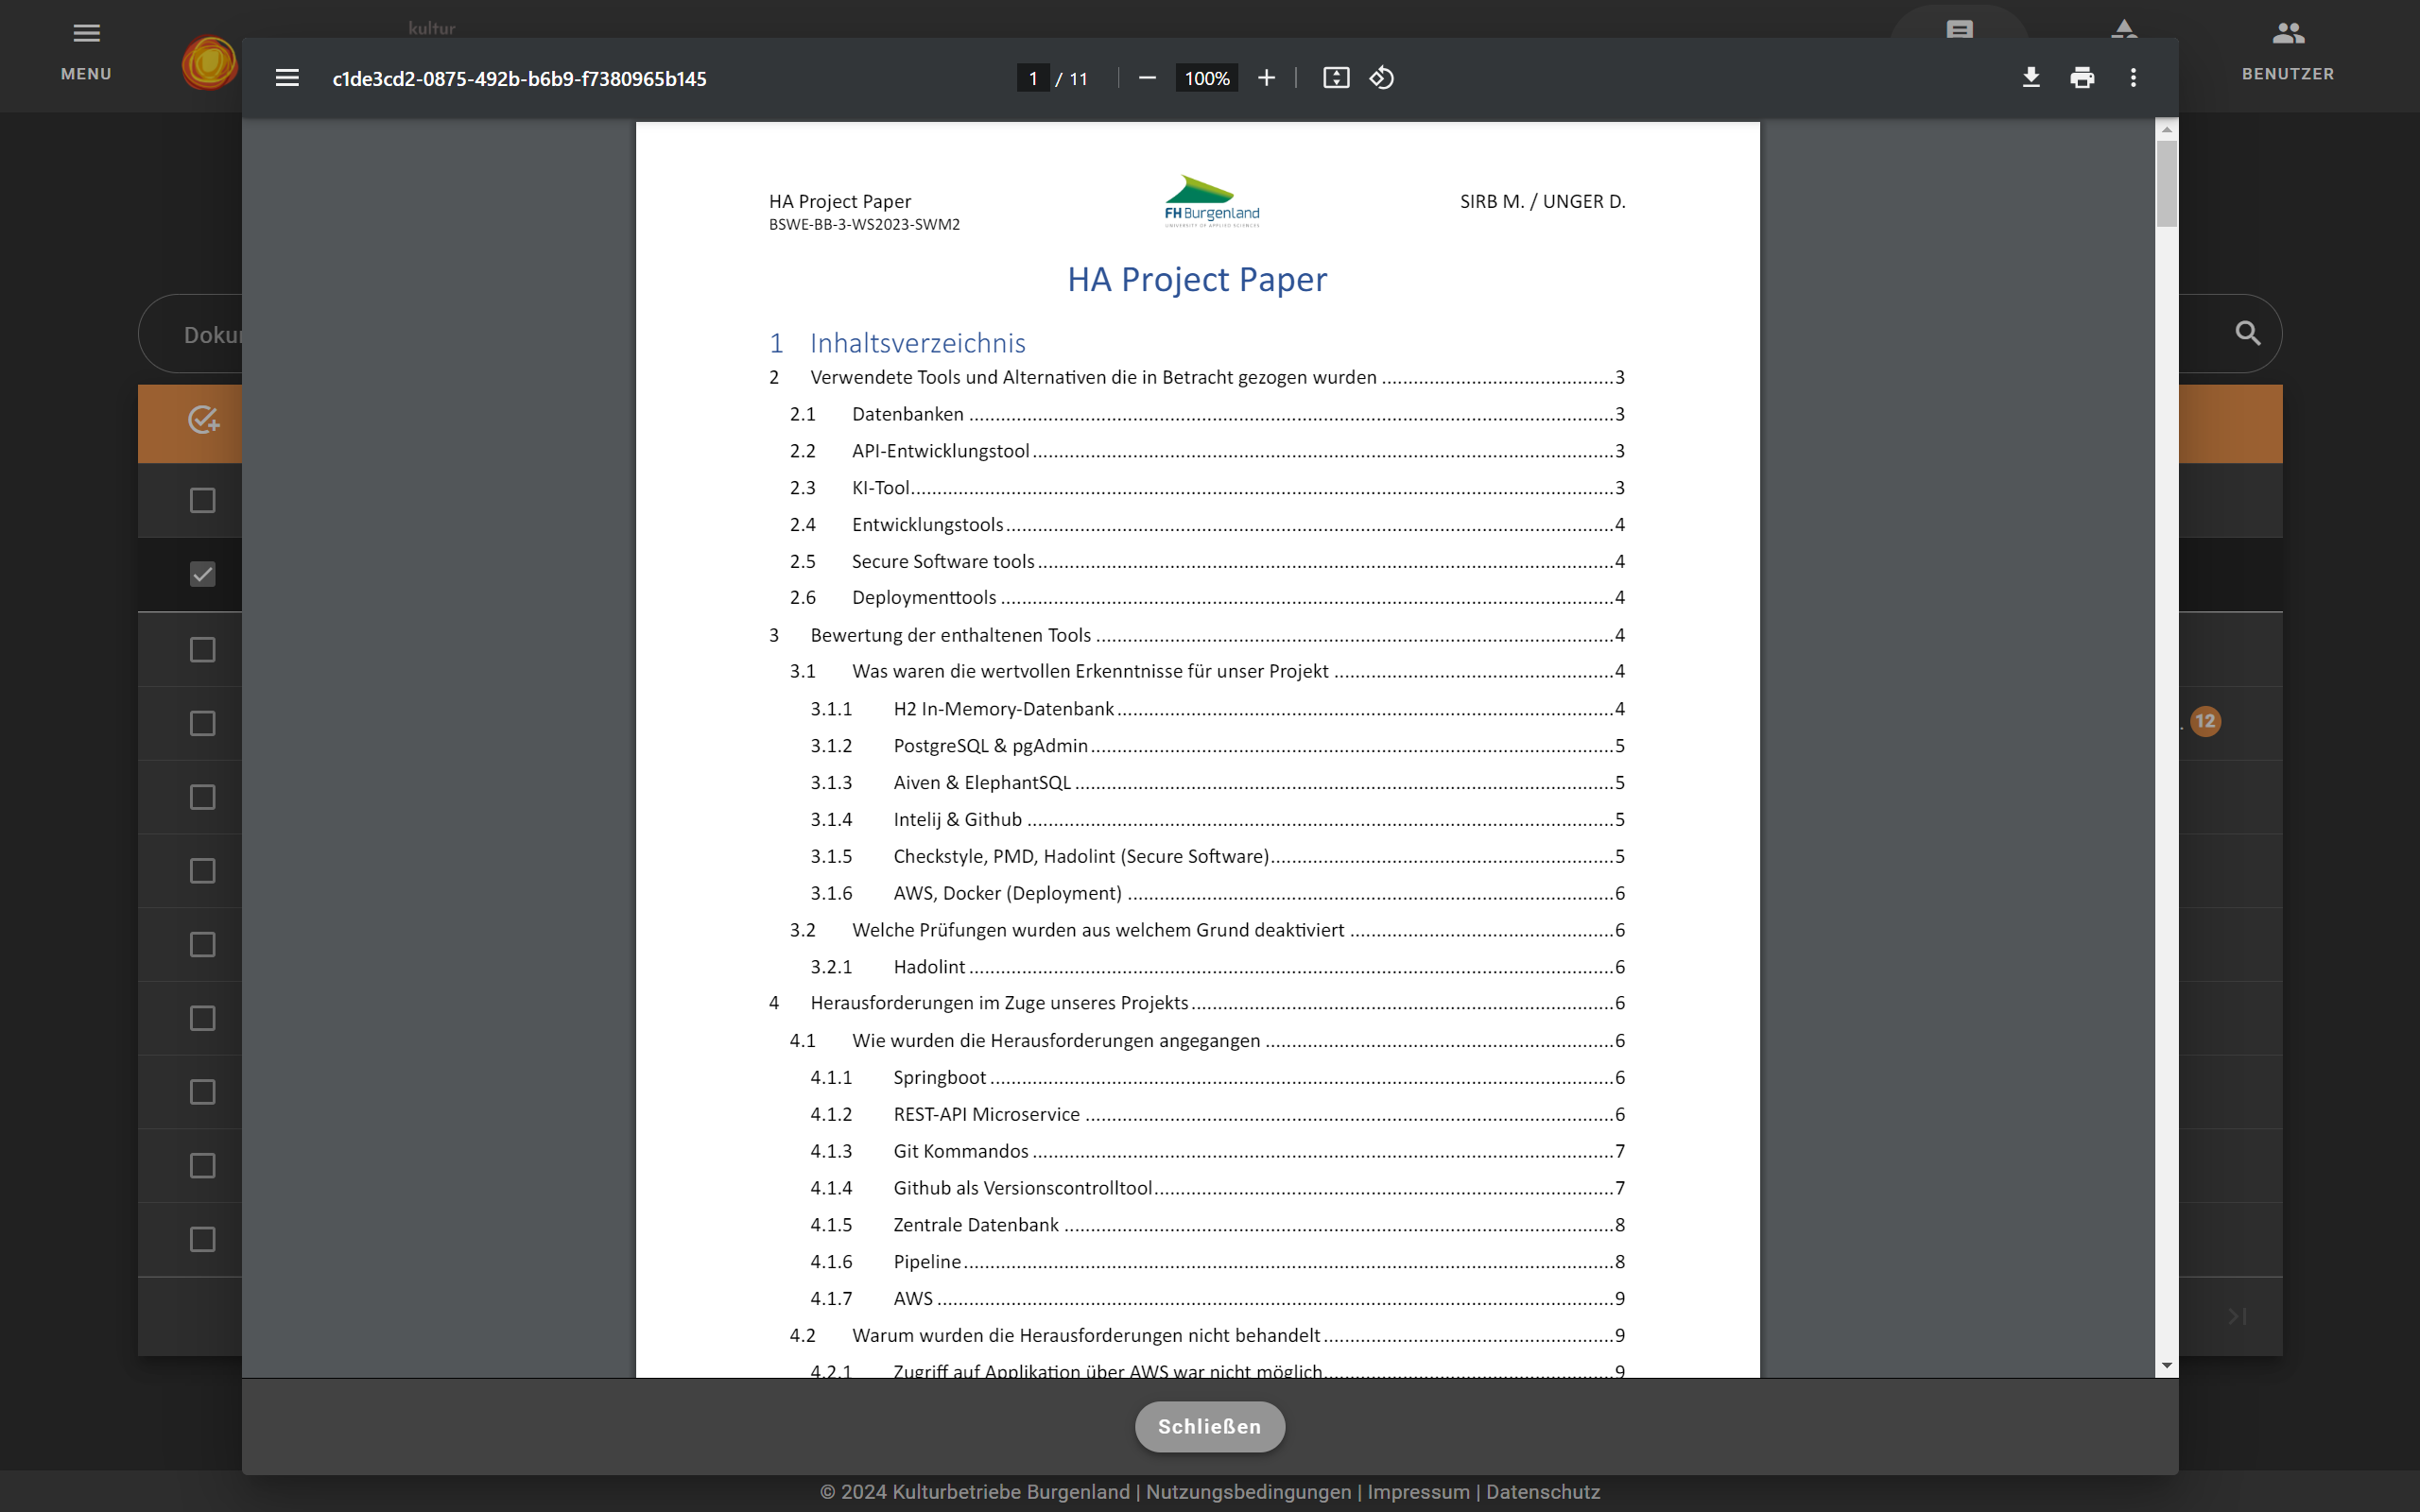 kultur
MENU
BENUTZER
c1de3cd2-0875-492b-b6b9-f7380965b145
1 / 11
100%
HA Project Paper
BSWE-BB-3-WS2023-SWM2
FH Burgenland
UNIVERSITY OF APPLIED SCIENCES
SIRB M. / UNGER D.
HA Project Paper
1 Inhaltsverzeichnis
2 Verwendete Tools und Alternativen die in Betracht gezogen wurden 3
2.1 Datenbanken 3
2.2 API-Entwicklungstool 3
2.3 KI-Tool 3
2.4 Entwicklungstools 4
2.5 Secure Software tools 4
2.6 Deploymenttools 4
3 Bewertung der enthaltenen Tools 4
3.1 Was waren die wertvollen Erkenntnisse für unser Projekt 4
3.1.1 H2 In-Memory-Datenbank 4
3.1.2 PostgreSQL & pgAdmin 5
3.1.3 Aiven & ElephantSQL 5
3.1.4 Intelij & Github 5
3.1.5 Checkstyle, PMD, Hadolint (Secure Software) 5
3.1.6 AWS, Docker (Deployment) 6
3.2 Welche Prüfungen wurden aus welchem Grund deaktiviert 6
3.2.1 Hadolint 6
4 Herausforderungen im Zuge unseres Projekts 6
4.1 Wie wurden die Herausforderungen angegangen 6
4.1.1 Springboot 6
4.1.2 REST-API Microservice 6
4.1.3 Git Kommandos 7
4.1.4 Github als Versionscontrolltool 7
4.1.5 Zentrale Datenbank 8
4.1.6 Pipeline 8
4.1.7 AWS 9
4.2 Warum wurden die Herausforderungen nicht behandelt 9
4.2.1 Zugriff auf Applikation über AWS war nicht möglich 9
Doku
12
Schließen
© 2024 Kulturbetriebe Burgenland | Nutzungsbedingungen | Impressum | Datenschutz